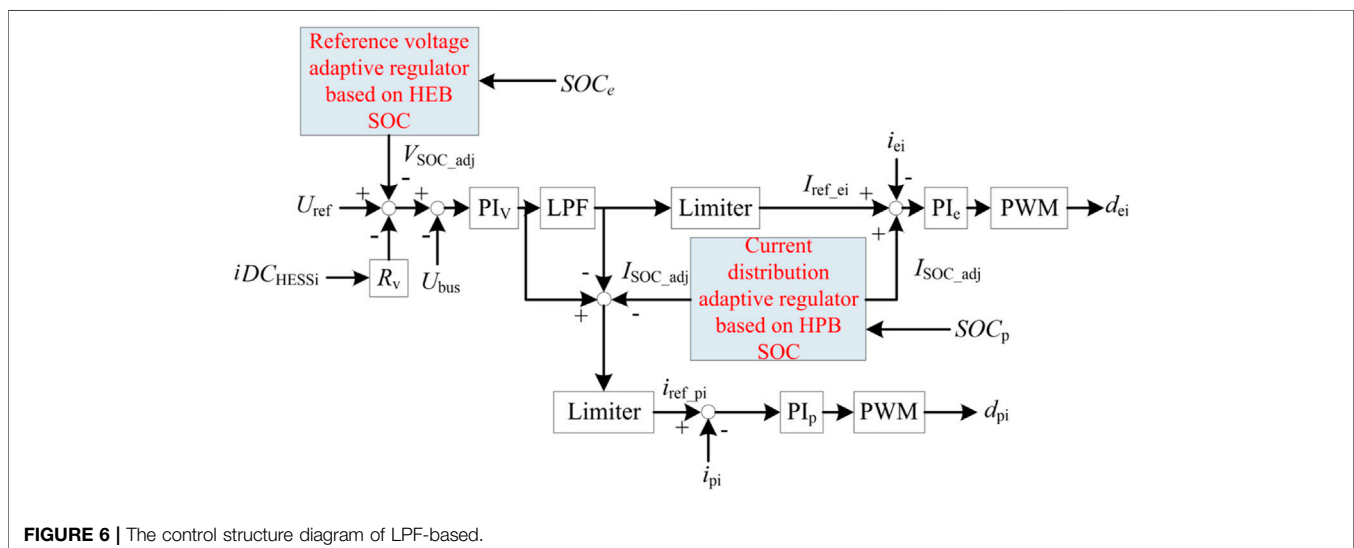 Reference voltage
adaptive regulator
based on HEB
SOC
SOCe
VSOC_adj
iei
+
-
+
-
Uref
+
-
PIV
LPF
Limiter
Iref_ei
+
PIe
PWM
dei
-
-
Ubus
iDCHESSi
Rv
-
ISOC_adj
+
-
Current
distribution
adaptive regulator
based on HPB
SOC
+
ISOC_adj
SOCp
Limiter
iref_pi
+
-
PIp
PWM
dpi
ipi
FIGURE 6 | The control structure diagram of LPF-based.